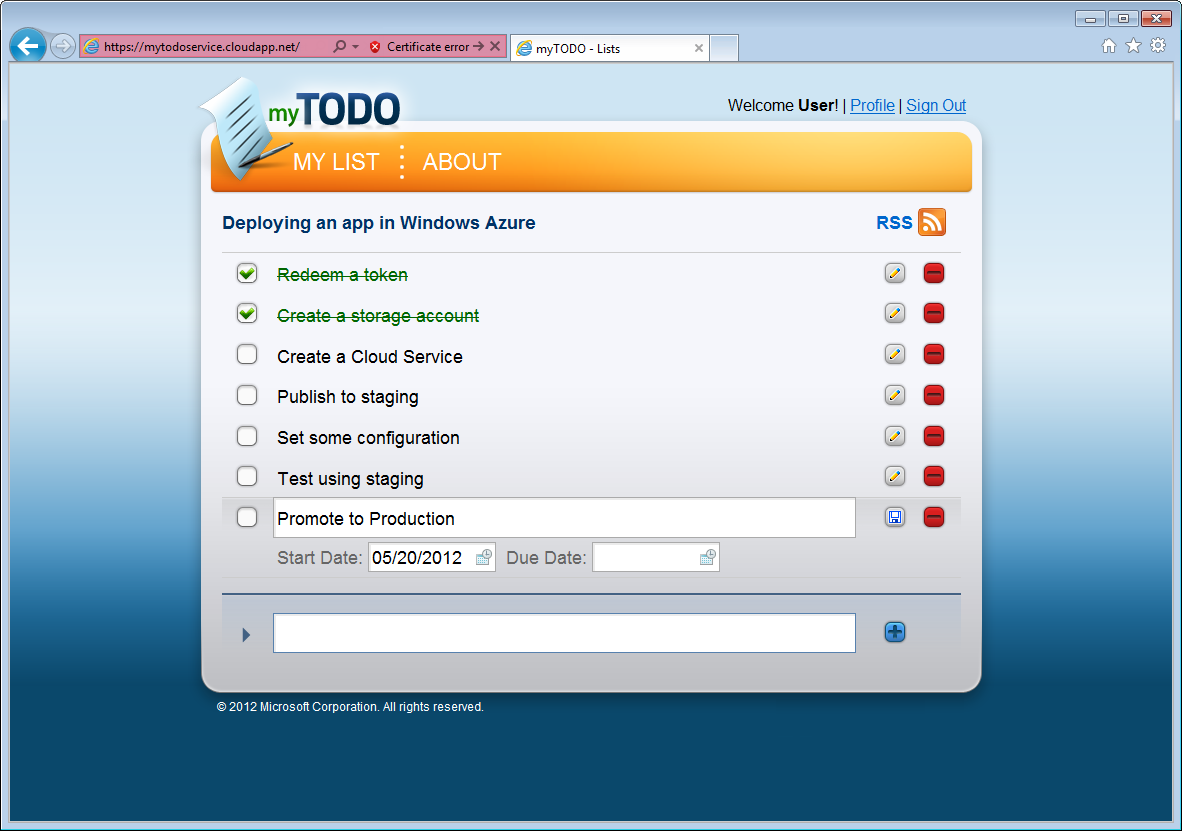 https://mytodoservice.cloudapp.net/ Certificate error myTODO - Lists
myTODO
Welcome User! | Profile | Sign Out
MY LIST ABOUT
Deploying an app in Windows Azure RSS
Redeem a token
Create a storage account
Create a Cloud Service
Publish to staging
Set some configuration
Test using staging
Promote to Production
Start Date: 05/20/2012 Due Date:
© 2012 Microsoft Corporation. All rights reserved.